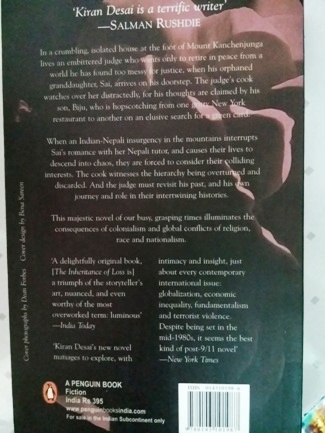 'Kiran Desai is a terrific writer'
—SALMAN RUSHDIE
In a crumbling, isolated house at the foot of Mount Kanchenjunga
lives an embittered judge who wants only to retire in peace from a
world he has found too messy for justice, when his orphaned
granddaughter, Sai, arrives on his doorstep. The judge's cook
watches over her distractedly, for his thoughts are claimed by his
son, Biju, who is hopscotching from one gritty New York
restaurant to another on an elusive search for a green card.
When an Indian-Nepali insurgency in the mountains interrupts
Sai's romance with her Nepali tutor, and causes their lives to
descend into chaos, they are forced to consider their colliding
interests. The cook witnesses the hierarchy being overturned and
discarded. And the judge must revisit his past, and his own
journey and role in their intertwining histories.
This majestic novel of our busy, grasping times illuminates the
consequences of colonialism and global conflicts of religion,
race and nationalism.
'A delightfully original book,
[The Inheritance of Loss] is
a triumph of the storyteller's
art, nuanced, and even
worthy of the most
overworked term: luminous'
—India Today
'Kiran Desai's new novel
manages to explore, with
intimacy and insight, just
about every contemporary
international issue:
globalization, economic
inequality, fundamentalism
and terrorist violence.
Despite being set in the
mid-1980s, it seems the best
kind of post-9/11 novel'
—New York Times
Cover photographs by Dean Forbes Cover design by Bena Sareen
A PENGUIN BOOK
Fiction
India Rs 395
www.penguinbooksindia.com
For sale in the Indian Subcontinent only
ISBN